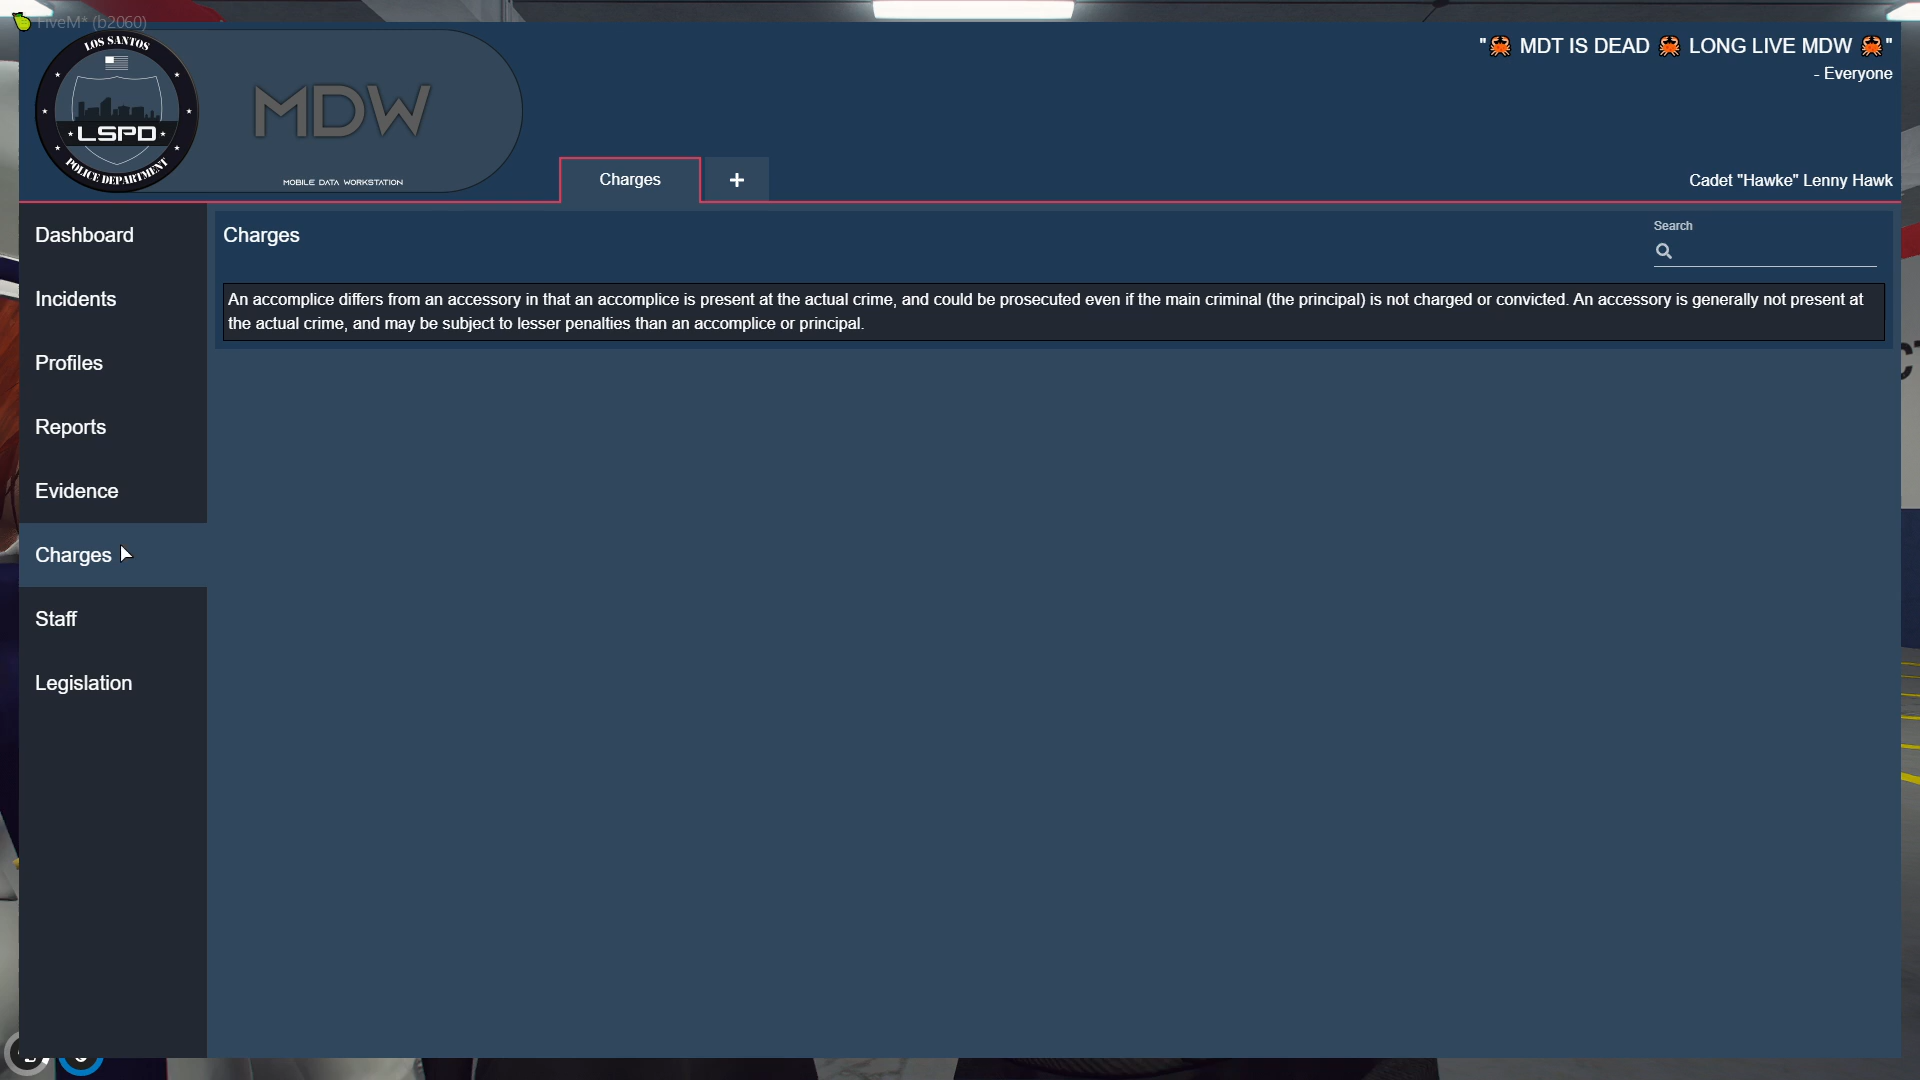 FiveM* (b2060)
LOS SANTOS
LSPD
POLICE DEPARTMENT
MDW
MOBILE DATA WORKSTATION
"🦀 MDT IS DEAD 🦀 LONG LIVE MDW 🦀"
- Everyone
Charges
+
Cadet "Hawke" Lenny Hawk
Dashboard
Incidents
Profiles
Reports
Evidence
Charges
Staff
Legislation
Charges
Search
An accomplice differs from an accessory in that an accomplice is present at the actual crime, and could be prosecuted even if the main criminal (the principal) is not charged or convicted. An accessory is generally not present at
the actual crime, and may be subject to lesser penalties than an accomplice or principal.